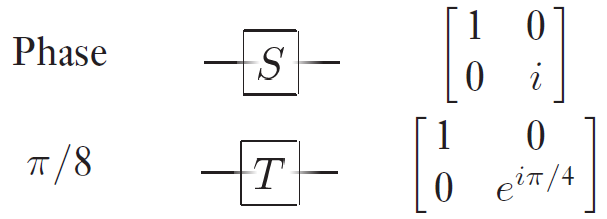 Phase S [1 0
0 i]
π/8 T [1 0
0 e^{iπ/4}]